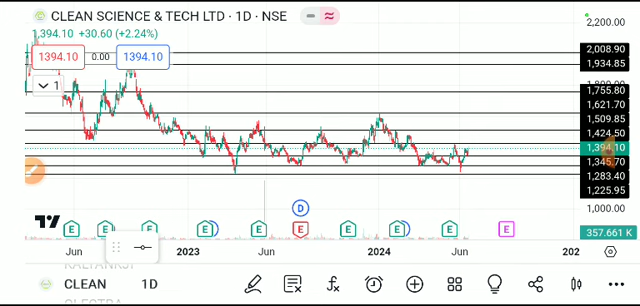 CLEAN SCIENCE & TECH LTD · 1D · NSE
1,394.10 +30.60 (+2.24%)
1394.10 0.00 1394.10
1
2,200.00
2,008.90
1,934.85
1,755.80
1,621.70
1,509.85
1,424.50
1,394.10
1,345.70
1,283.40
1,225.95
1,000.00
357.661 K
D
E E E E E E E E E E
Jun 2023 Jun 2024 Jun 202
CLEAN 1D